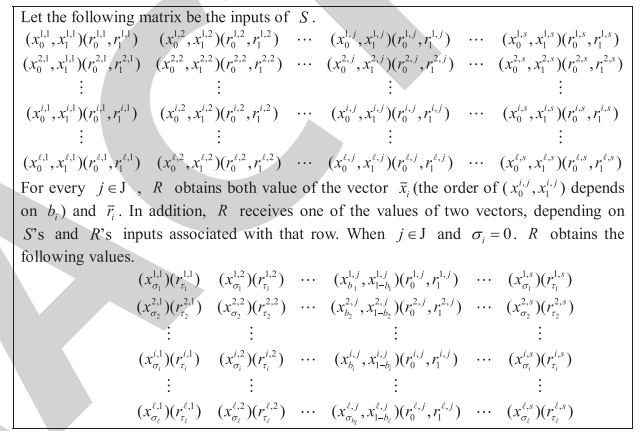 Let the following matrix be the inputs of S.
(x_0^{1,1}, x_1^{1,1})(r_0^{1,1}, r_1^{1,1}) (x_0^{1,2}, x_1^{1,2})(r_0^{1,2}, r_1^{1,2}) ⋯ (x_0^{1,j}, x_1^{1,j})(r_0^{1,j}, r_1^{1,j}) ⋯ (x_0^{1,s}, x_1^{1,s})(r_0^{1,s}, r_1^{1,s})
(x_0^{2,1}, x_1^{2,1})(r_0^{2,1}, r_1^{2,1}) (x_0^{2,2}, x_1^{2,2})(r_0^{2,2}, r_1^{2,2}) ⋯ (x_0^{2,j}, x_1^{2,j})(r_0^{2,j}, r_1^{2,j}) ⋯ (x_0^{2,s}, x_1^{2,s})(r_0^{2,s}, r_1^{2,s})
⋮ ⋮ ⋮ ⋮
(x_0^{i,1}, x_1^{i,1})(r_0^{i,1}, r_1^{i,1}) (x_0^{i,2}, x_1^{i,2})(r_0^{i,2}, r_1^{i,2}) ⋯ (x_0^{i,j}, x_1^{i,j})(r_0^{i,j}, r_1^{i,j}) ⋯ (x_0^{i,s}, x_1^{i,s})(r_0^{i,s}, r_1^{i,s})
⋮ ⋮ ⋮ ⋮
(x_0^{ℓ,1}, x_1^{ℓ,1})(r_0^{ℓ,1}, r_1^{ℓ,1}) (x_0^{ℓ,2}, x_1^{ℓ,2})(r_0^{ℓ,2}, r_1^{ℓ,2}) ⋯ (x_0^{ℓ,j}, x_1^{ℓ,j})(r_0^{ℓ,j}, r_1^{ℓ,j}) ⋯ (x_0^{ℓ,s}, x_1^{ℓ,s})(r_0^{ℓ,s}, r_1^{ℓ,s})
For every j∈J , R obtains both value of the vector x̄_i (the order of (x_0^{i,j}, x_1^{i,j}) depends
on b_i) and r̄_i. In addition, R receives one of the values of two vectors, depending on
S's and R's inputs associated with that row. When j∈J and σ_i=0. R obtains the
following values.
(x_{σ_1}^{1,1})(r_{τ_1}^{1,1}) (x_{σ_1}^{1,2})(r_{τ_1}^{1,2}) ⋯ (x_{b_1}^{1,j}, x_{1-b_1}^{1,j})(r_0^{1,j}, r_1^{1,j}) ⋯ (x_{σ_1}^{1,s})(r_{τ_1}^{1,s})
(x_{σ_2}^{2,1})(r_{τ_2}^{2,1}) (x_{σ_2}^{2,2})(r_{τ_2}^{2,2}) ⋯ (x_{b_2}^{2,j}, x_{1-b_2}^{2,j})(r_0^{2,j}, r_1^{2,j}) ⋯ (x_{σ_2}^{2,s})(r_{τ_2}^{2,s})
⋮ ⋮ ⋮ ⋮
(x_{σ_i}^{i,1})(r_{τ_i}^{i,1}) (x_{σ_i}^{i,2})(r_{τ_i}^{i,2}) ⋯ (x_{b_i}^{i,j}, x_{1-b_i}^{i,j})(r_0^{i,j}, r_1^{i,j}) ⋯ (x_{σ_i}^{i,s})(r_{τ_i}^{i,s})
⋮ ⋮ ⋮ ⋮
(x_{σ_ℓ}^{ℓ,1})(r_{τ_ℓ}^{ℓ,1}) (x_{σ_ℓ}^{ℓ,2})(r_{τ_ℓ}^{ℓ,2}) ⋯ (x_{σ_{b_ℓ}}^{ℓ,j}, x_{1-b_ℓ}^{ℓ,j})(r_0^{ℓ,j}, r_1^{ℓ,j}) ⋯ (x_{σ_ℓ}^{ℓ,s})(r_{τ_ℓ}^{ℓ,s})